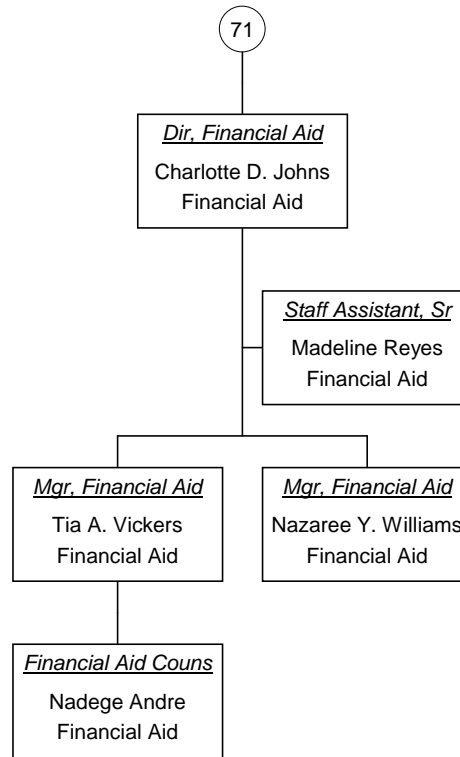 71
Dir, Financial Aid
Charlotte D. Johns
Financial Aid
Staff Assistant, Sr
Madeline Reyes
Financial Aid
Mgr, Financial Aid
Tia A. Vickers
Financial Aid
Mgr, Financial Aid
Nazaree Y. Williams
Financial Aid
Financial Aid Couns
Nadege Andre
Financial Aid